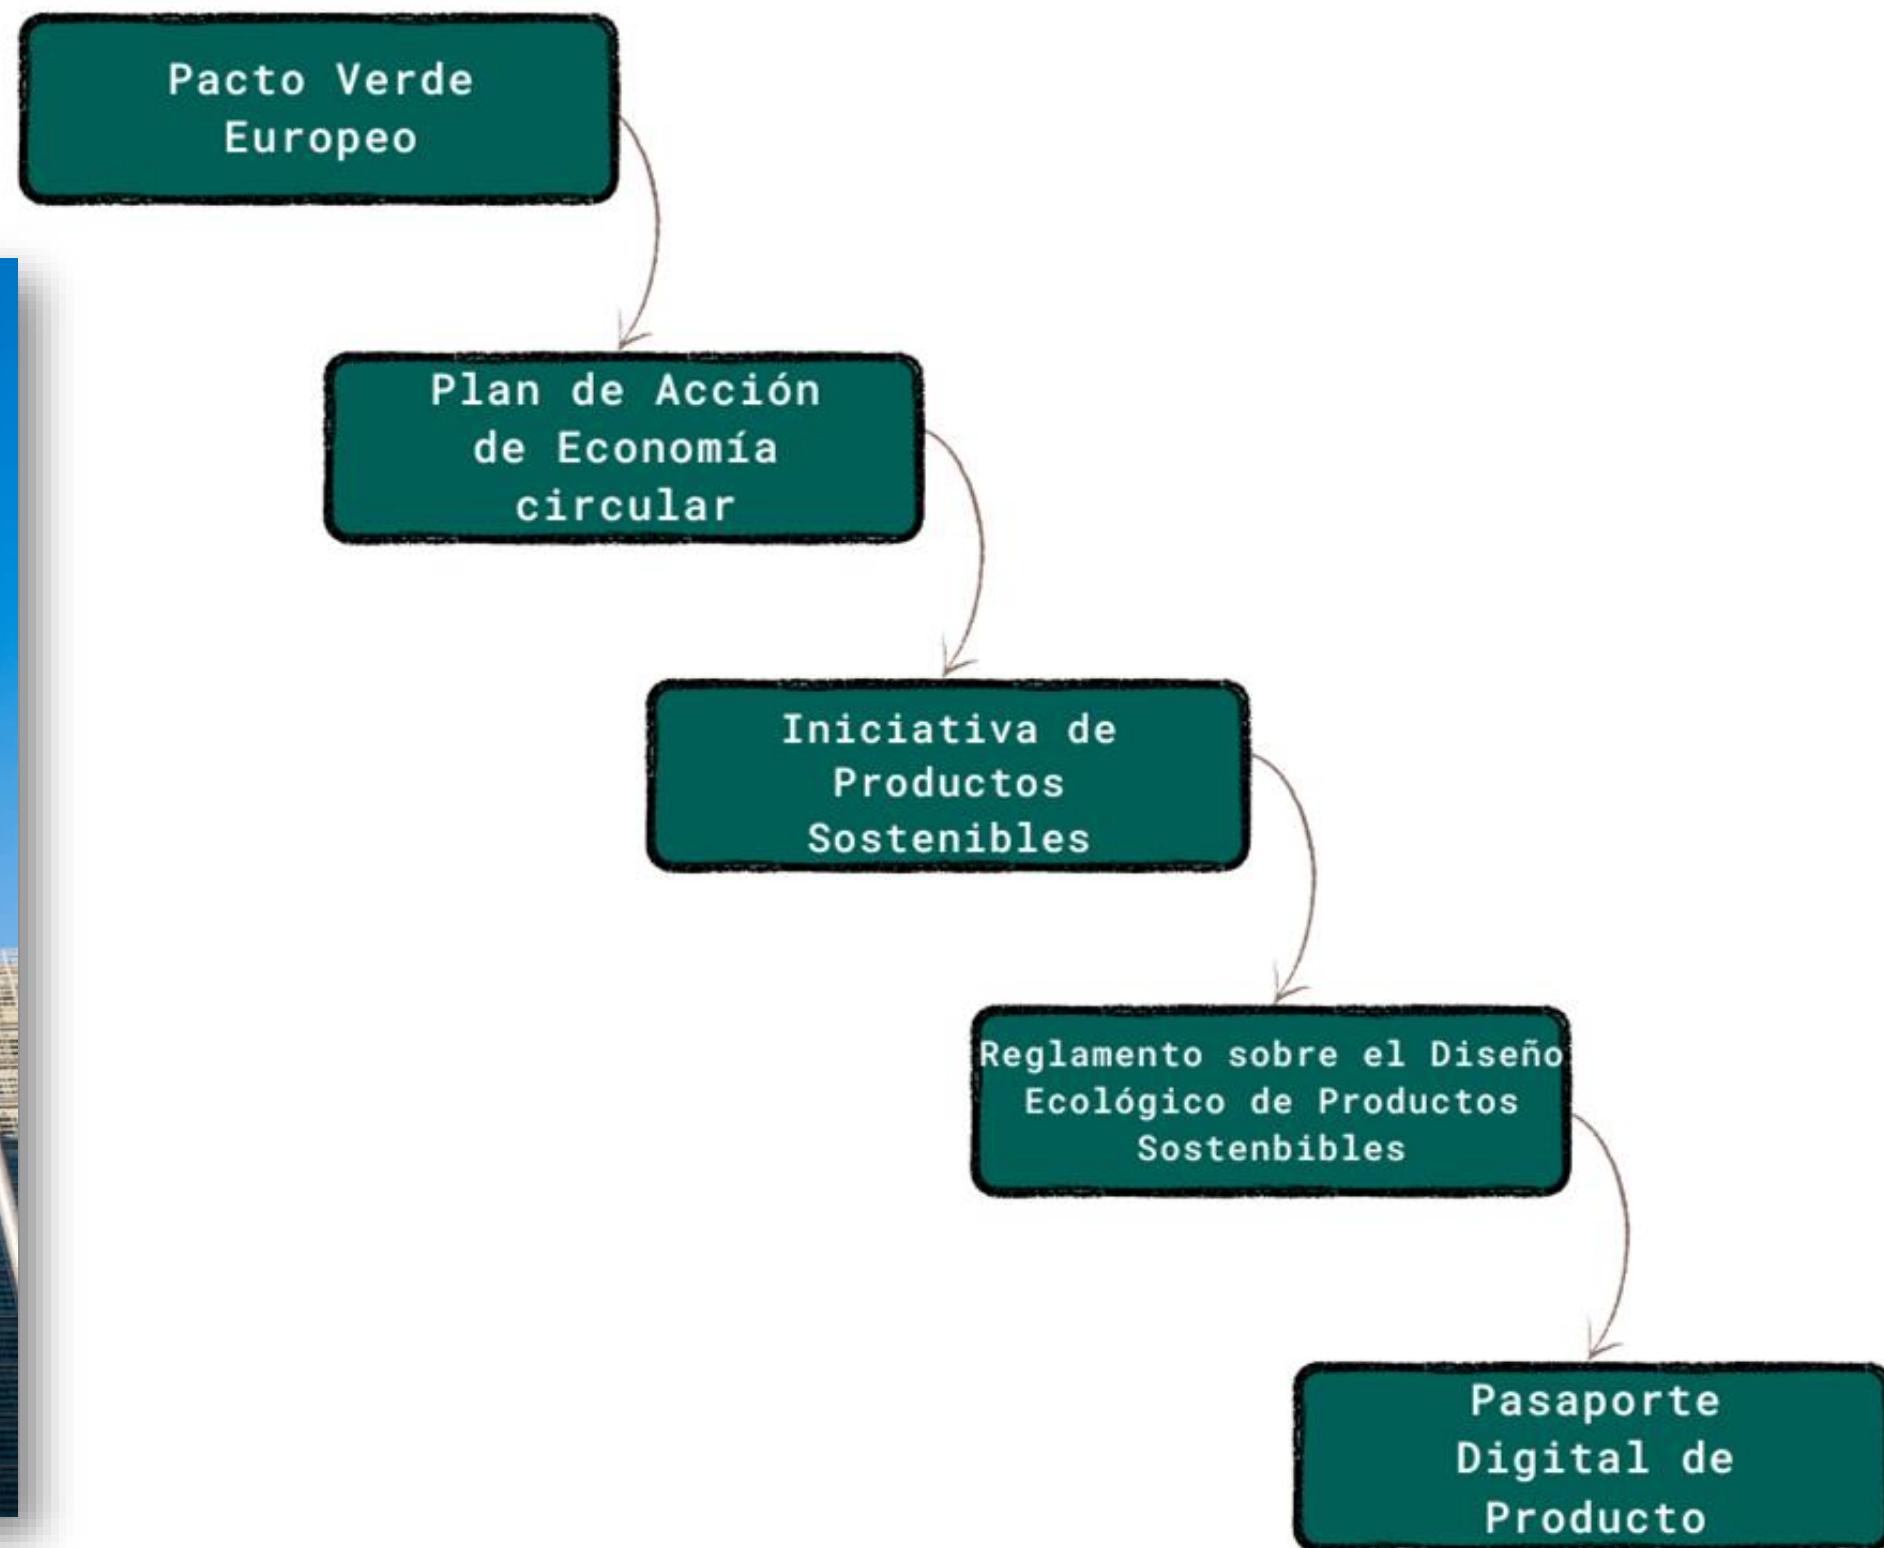 Pacto Verde
Europeo
Plan de Acción
de Economía
circular
Iniciativa de
Productos
Sostenibles
Reglamento sobre el Diseño
Ecológico de Productos
Sostenbibles
Pasaporte
Digital de
Producto